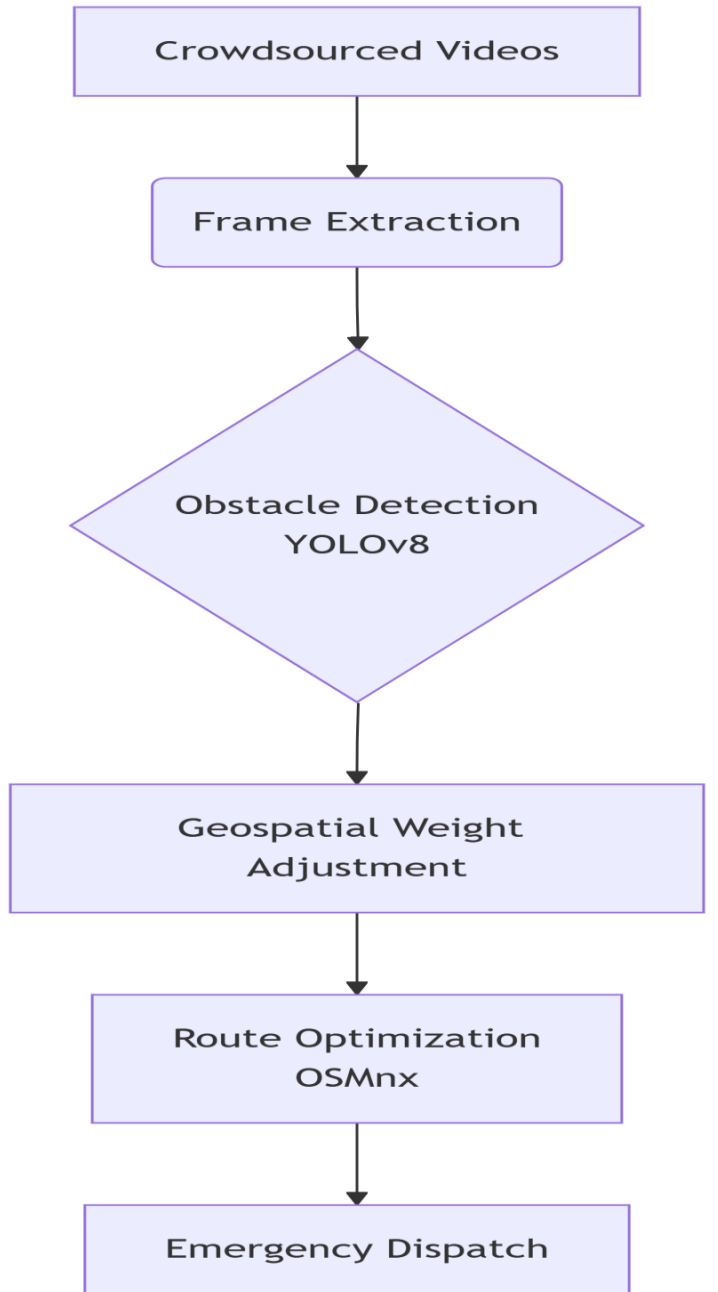 Crowdsourced Videos
Frame Extraction
Obstacle Detection
YOLOv8
Geospatial Weight
Adjustment
Route Optimization
OSMnx
Emergency Dispatch